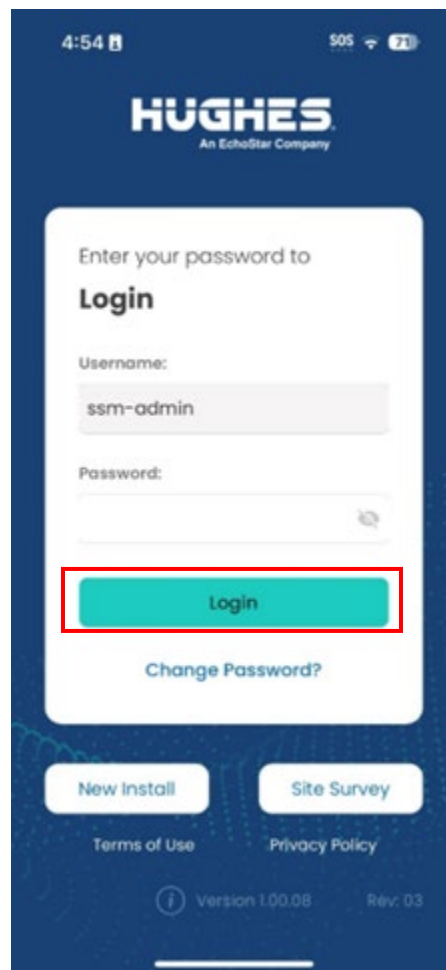 4:54 SOS 71
HUGHES.
An EchoStar Company
Enter your password to
Login
Username:
ssm-admin
Password:
Login
Change Password?
New Install Site Survey
Terms of Use Privacy Policy
i Version 1.00.08 Rev: 03